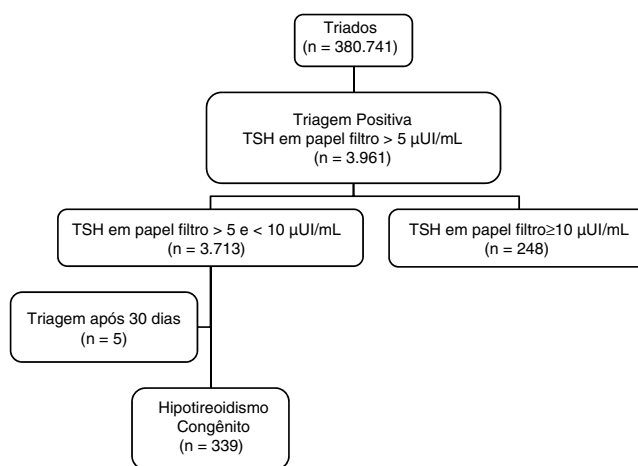 Triados
(n = 380.741)
Triagem Positiva
TSH em papel filtro > 5 µUI/mL
(n = 3.961)
TSH em papel filtro > 5 e < 10 µUI/mL
(n = 3.713)
TSH em papel filtro≥10 µUI/mL
(n = 248)
Triagem após 30 dias
(n = 5)
Hipotireoidismo
Congênito
(n = 339)